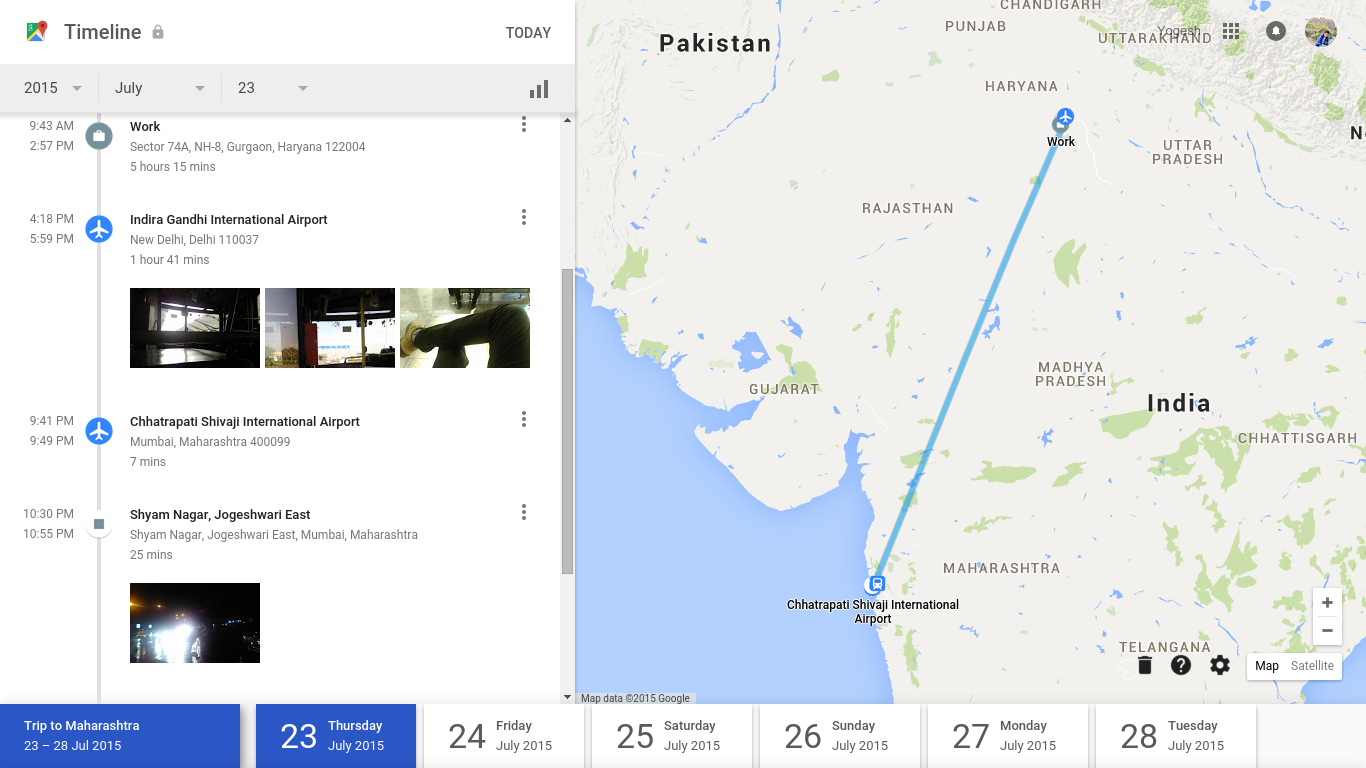 Timeline
TODAY
2015
July
23
9:43 AM
2:57 PM
Work
Sector 74A, NH-8, Gurgaon, Haryana 122004
5 hours 15 mins
4:18 PM
5:59 PM
Indira Gandhi International Airport
New Delhi, Delhi 110037
1 hour 41 mins
9:41 PM
9:49 PM
Chhatrapati Shivaji International Airport
Mumbai, Maharashtra 400099
7 mins
10:30 PM
10:55 PM
Shyam Nagar, Jogeshwari East
Shyam Nagar, Jogeshwari East, Mumbai, Maharashtra
25 mins
CHANDIGARH
PUNJAB
Pakistan
Yogesh
UTTARAKHAND
HARYANA
N
Work
UTTAR
PRADESH
RAJASTHAN
MADHYA
PRADESH
GUJARAT
India
CHHATTISGARH
MAHARASHTRA
Chhatrapati Shivaji International
Airport
TELANGANA
Map
Satellite
Map data ©2015 Google
Trip to Maharashtra
23 – 28 Jul 2015
23 Thursday
July 2015
24 Friday
July 2015
25 Saturday
July 2015
26 Sunday
July 2015
27 Monday
July 2015
28 Tuesday
July 2015